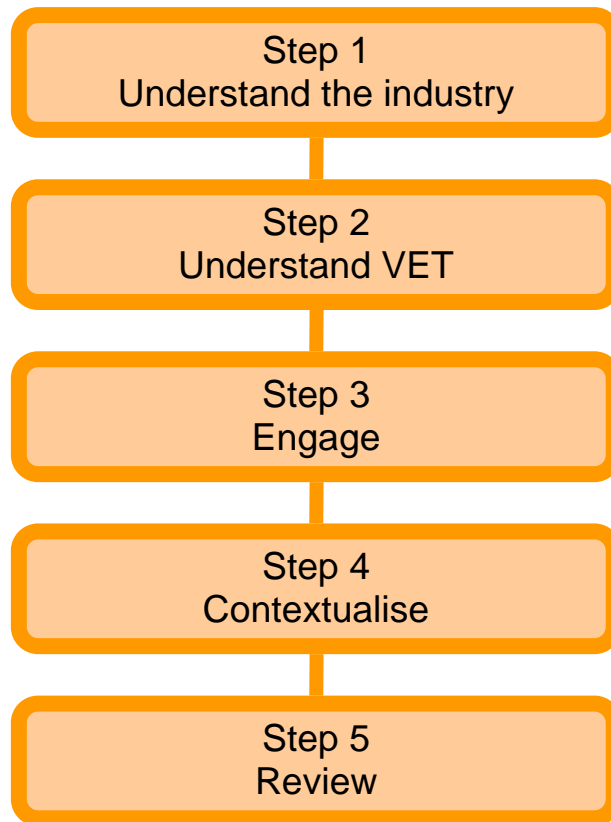 Step 1
Understand the industry
Step 2
Understand VET
Step 3
Engage
Step 4
Contextualise
Step 5
Review